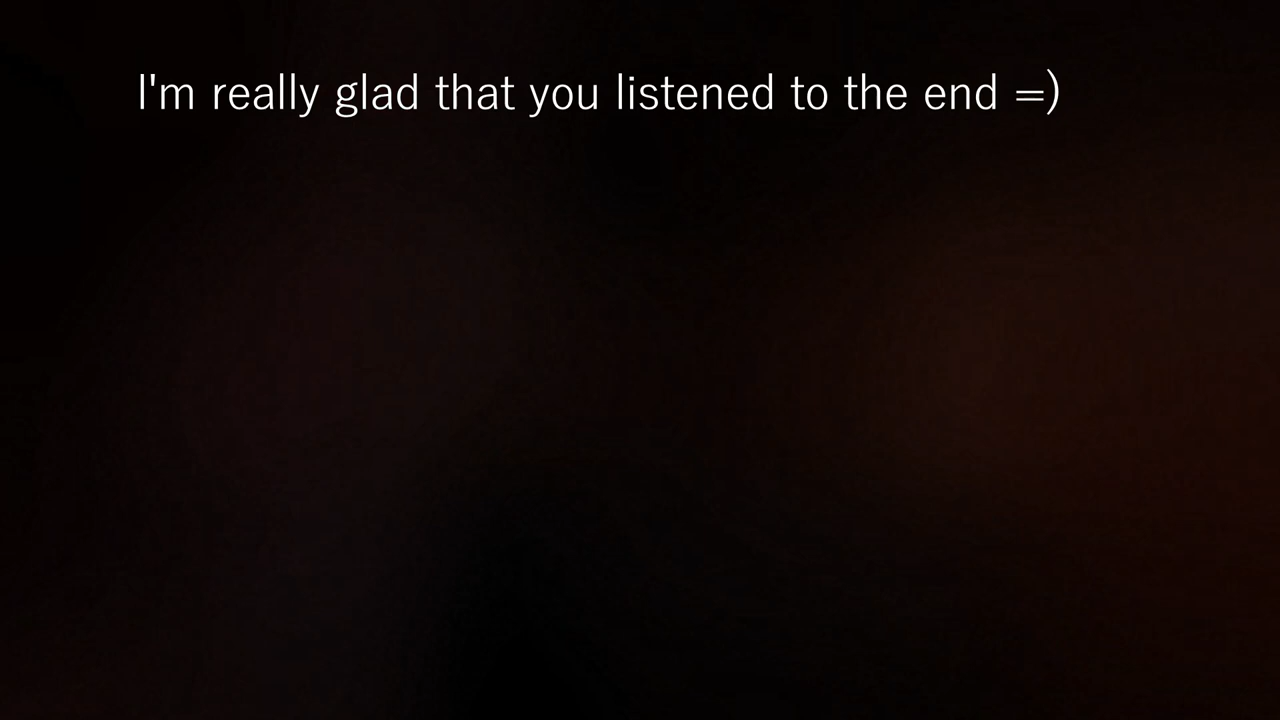 I'm really glad that you listened to the end =)